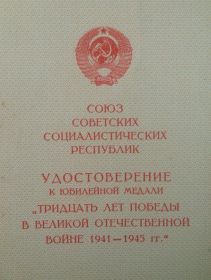 СОЮЗ
СОВЕТСКИХ
СОЦИАЛИСТИЧЕСКИХ
РЕСПУБЛИК
УДОСТОВЕРЕНИЕ
К ЮБИЛЕЙНОЙ МЕДАЛИ
„ТРИДЦАТЬ ЛЕТ ПОБЕДЫ
В ВЕЛИКОЙ ОТЕЧЕСТВЕННОЙ
ВОЙНЕ 1941—1945 гг.“